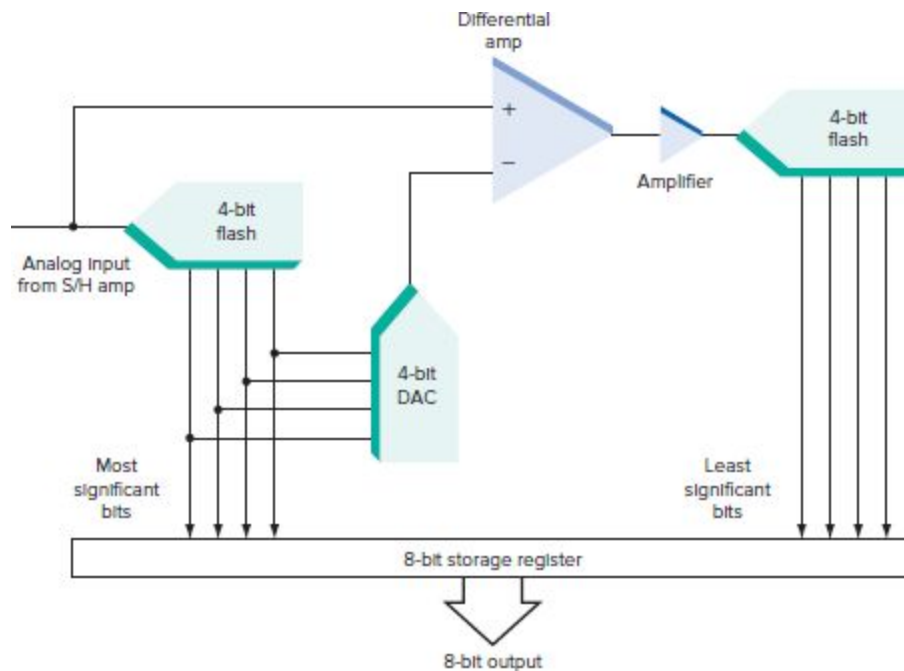 Differential
amp
+
−
4-bit
flash
Amplifier
4-bit
flash
Analog input
from S/H amp
4-bit
DAC
Most
significant
bits
Least
significant
bits
8-bit storage register
8-bit output